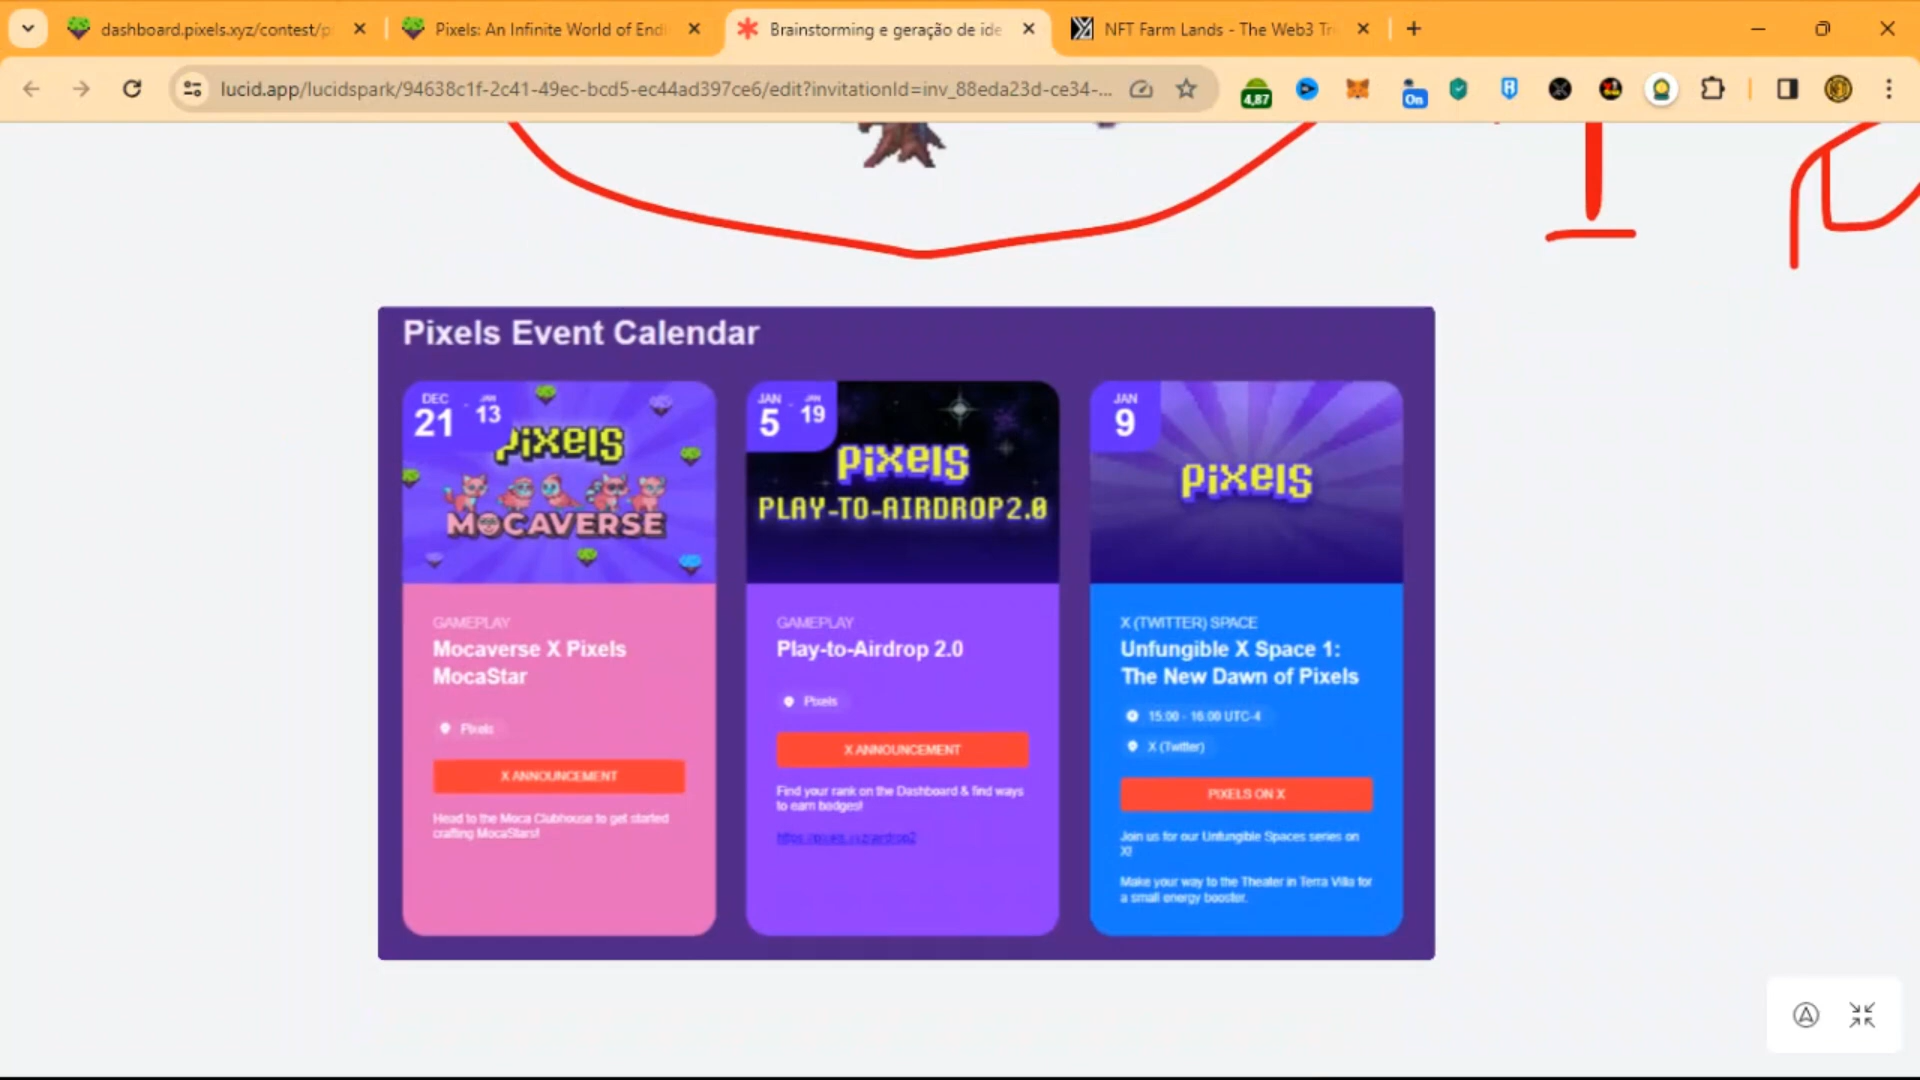 dashboard.pixels.xyz/contest/p
Pixels: An Infinite World of End
Brainstorming e geração de ide
NFT Farm Lands - The Web3 Tr
lucid.app/lucidspark/94638c1f-2c41-49ec-bcd5-ec44ad397ce6/edit?invitationId=inv_88eda23d-ce34-...
4,87
On
Pixels Event Calendar
DEC 21 - JAN 13
pixels
MOCAVERSE
GAMEPLAY
Mocaverse X Pixels
MocaStar
Pixels
X ANNOUNCEMENT
Head to the Moca Clubhouse to get started
crafting MocaStars!
JAN 5 - JAN 19
pixels
PLAY-TO-AIRDROP 2.0
GAMEPLAY
Play-to-Airdrop 2.0
Pixels
X ANNOUNCEMENT
Find your rank on the Dashboard & find ways
to earn badges!
JAN 9
pixels
X (TWITTER) SPACE
Unfungible X Space 1:
The New Dawn of Pixels
15:00 - 16:00 UTC-4
X (Twitter)
PIXELS ON X
Join us for our Unfungible Spaces series on
X!
Make your way to the Theater in Terra Villa for
a small energy booster.